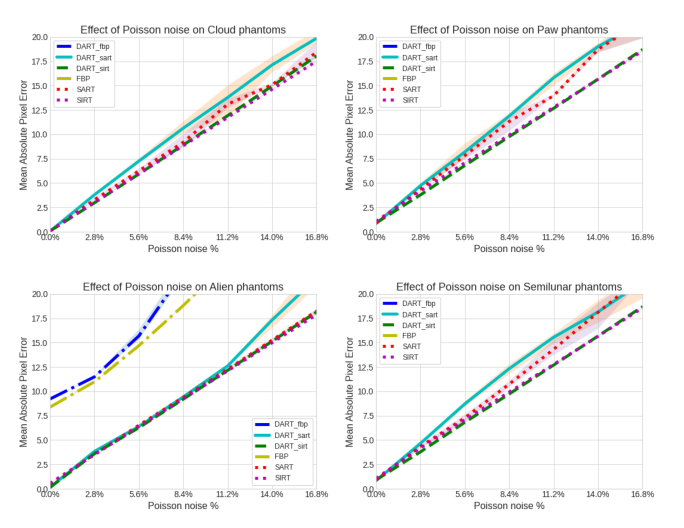 Effect of Poisson noise on Cloud phantoms
Mean Absolute Pixel Error
20.0
17.5
15.0
12.5
10.0
7.5
5.0
2.5
0.0
DART_fbp
DART_sart
DART_sirt
FBP
SART
SIRT
0.0% 2.8% 5.6% 8.4% 11.2% 14.0% 16.8%
Poisson noise %
Effect of Poisson noise on Paw phantoms
Mean Absolute Pixel Error
20.0
17.5
15.0
12.5
10.0
7.5
5.0
2.5
0.0
DART_fbp
DART_sart
DART_sirt
FBP
SART
SIRT
0.0% 2.8% 5.6% 8.4% 11.2% 14.0% 16.8%
Poisson noise %
Effect of Poisson noise on Alien phantoms
Mean Absolute Pixel Error
20.0
17.5
15.0
12.5
10.0
7.5
5.0
2.5
0.0
DART_fbp
DART_sart
DART_sirt
FBP
SART
SIRT
0.0% 2.8% 5.6% 8.4% 11.2% 14.0% 16.8%
Poisson noise %
Effect of Poisson noise on Semilunar phantoms
Mean Absolute Pixel Error
20.0
17.5
15.0
12.5
10.0
7.5
5.0
2.5
0.0
DART_fbp
DART_sart
DART_sirt
FBP
SART
SIRT
0.0% 2.8% 5.6% 8.4% 11.2% 14.0% 16.8%
Poisson noise %